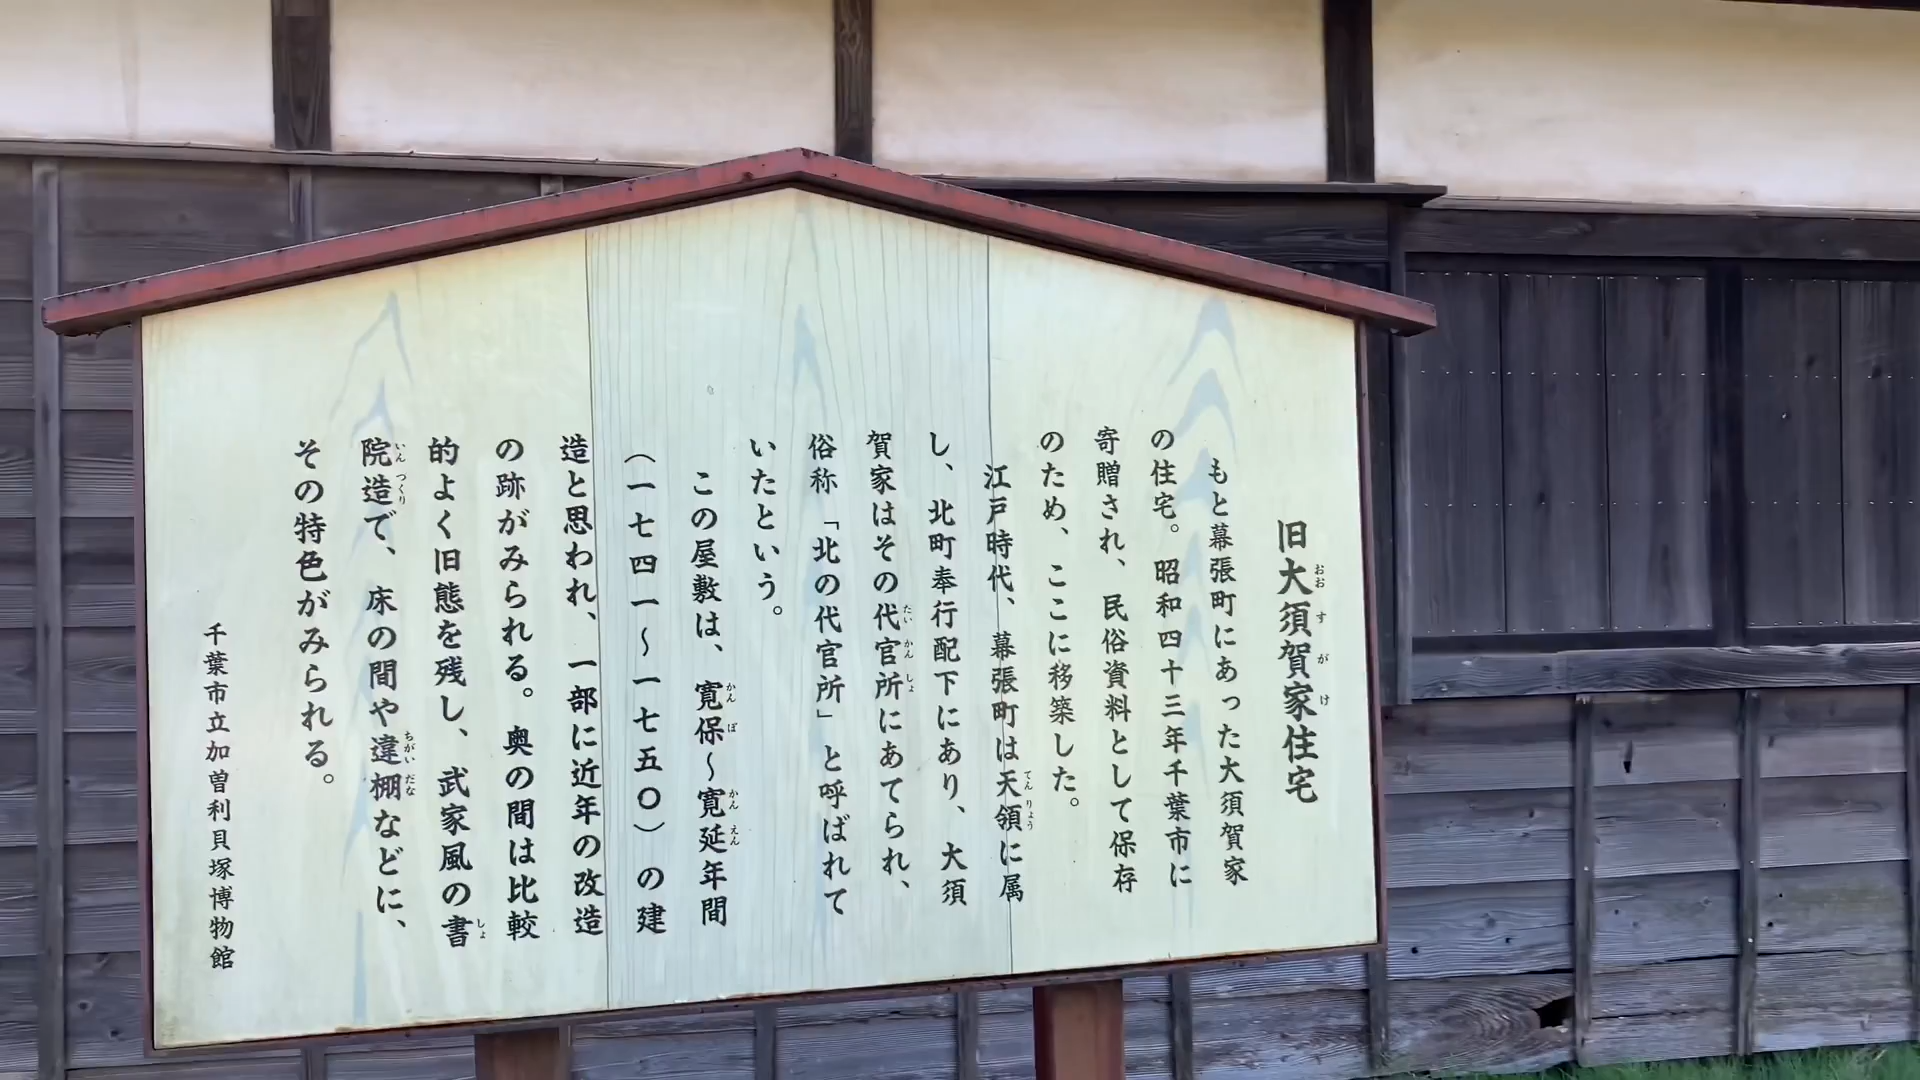 旧大須賀家住宅
もと幕張町にあった大須賀家
の住宅。昭和四十三年千葉市に
寄贈され、民俗資料として保存
のため、ここに移築した。
江戸時代、幕張町は天領に属
し、北町奉行配下にあり、大須
賀家はその代官所にあてられ、
俗称「北の代官所」と呼ばれて
いたという。
この屋敷は、寛保～寛延年間
（一七四一～一七五〇）の建
造と思われ、一部に近年の改造
の跡がみられる。奥の間は比較
的よく旧態を残し、武家風の書
院造で、床の間や違棚などに、
その特色がみられる。
千葉市立加曽利貝塚博物館